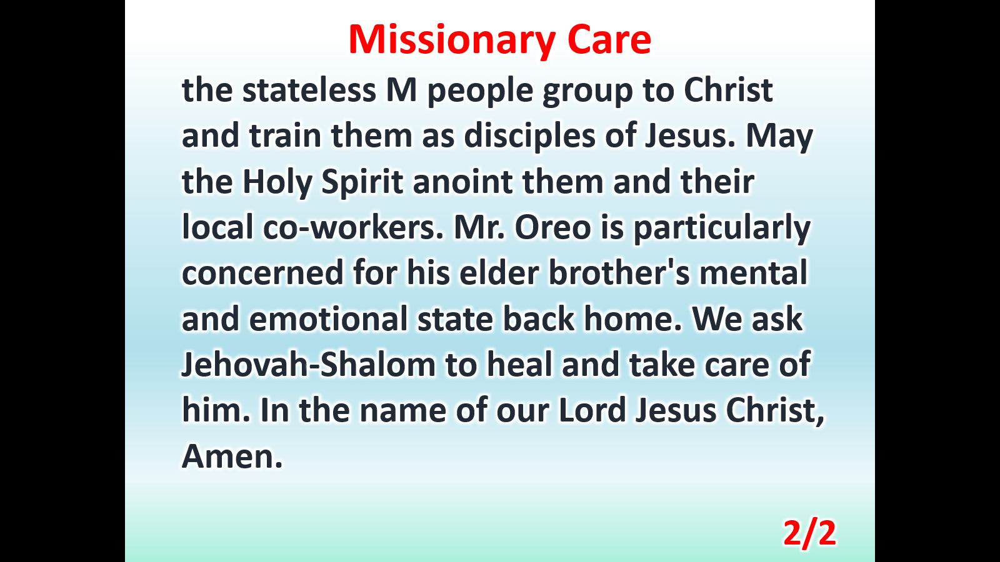 Missionary Care
the stateless M people group to Christ
and train them as disciples of Jesus. May
the Holy Spirit anoint them and their
local co-workers. Mr. Oreo is particularly
concerned for his elder brother's mental
and emotional state back home. We ask
Jehovah-Shalom to heal and take care of
him. In the name of our Lord Jesus Christ,
Amen.
2/2